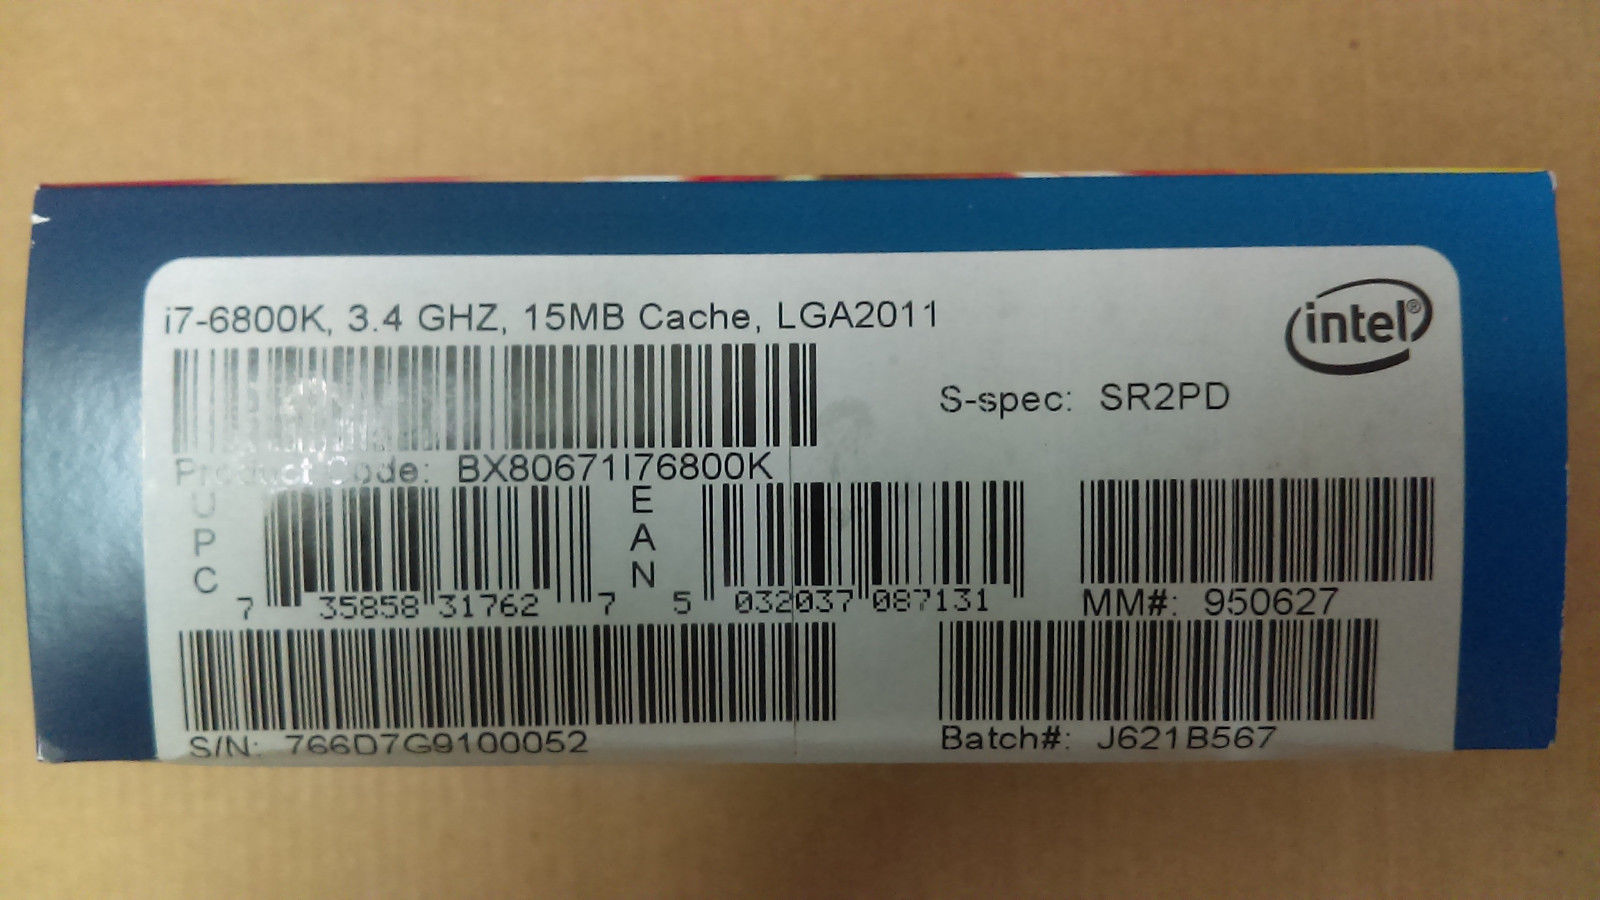 i7-6800K, 3.4 GHZ, 15MB Cache, LGA2011
intel®
S-spec: SR2PD
Product Code: BX80671I76800K
UPC
7 35858 31762 7
EAN
5 032037 087131
MM#: 950627
S/N: 766D7G9100052
Batch#: J621B567